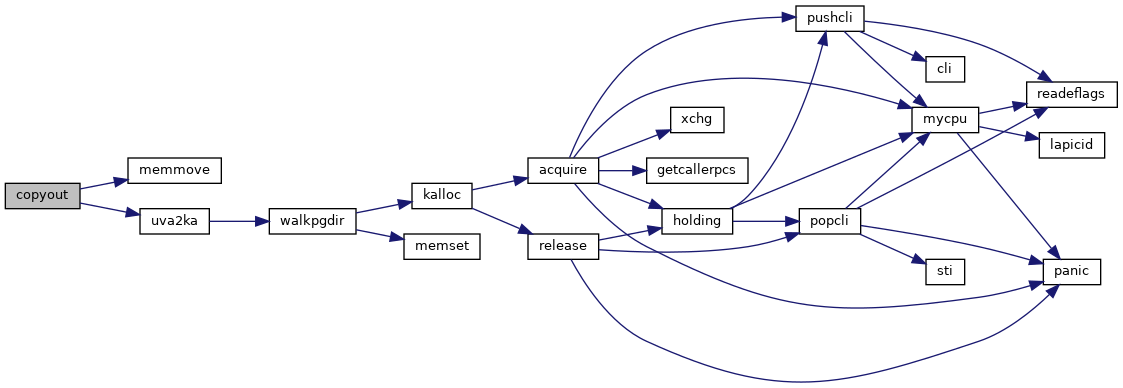 pushcli
cli
readeflags
mycpu
xchg
lapicid
memmove
acquire
getcallerpcs
copyout
kalloc
uva2ka
walkpgdir
holding
popcli
release
memset
sti
panic